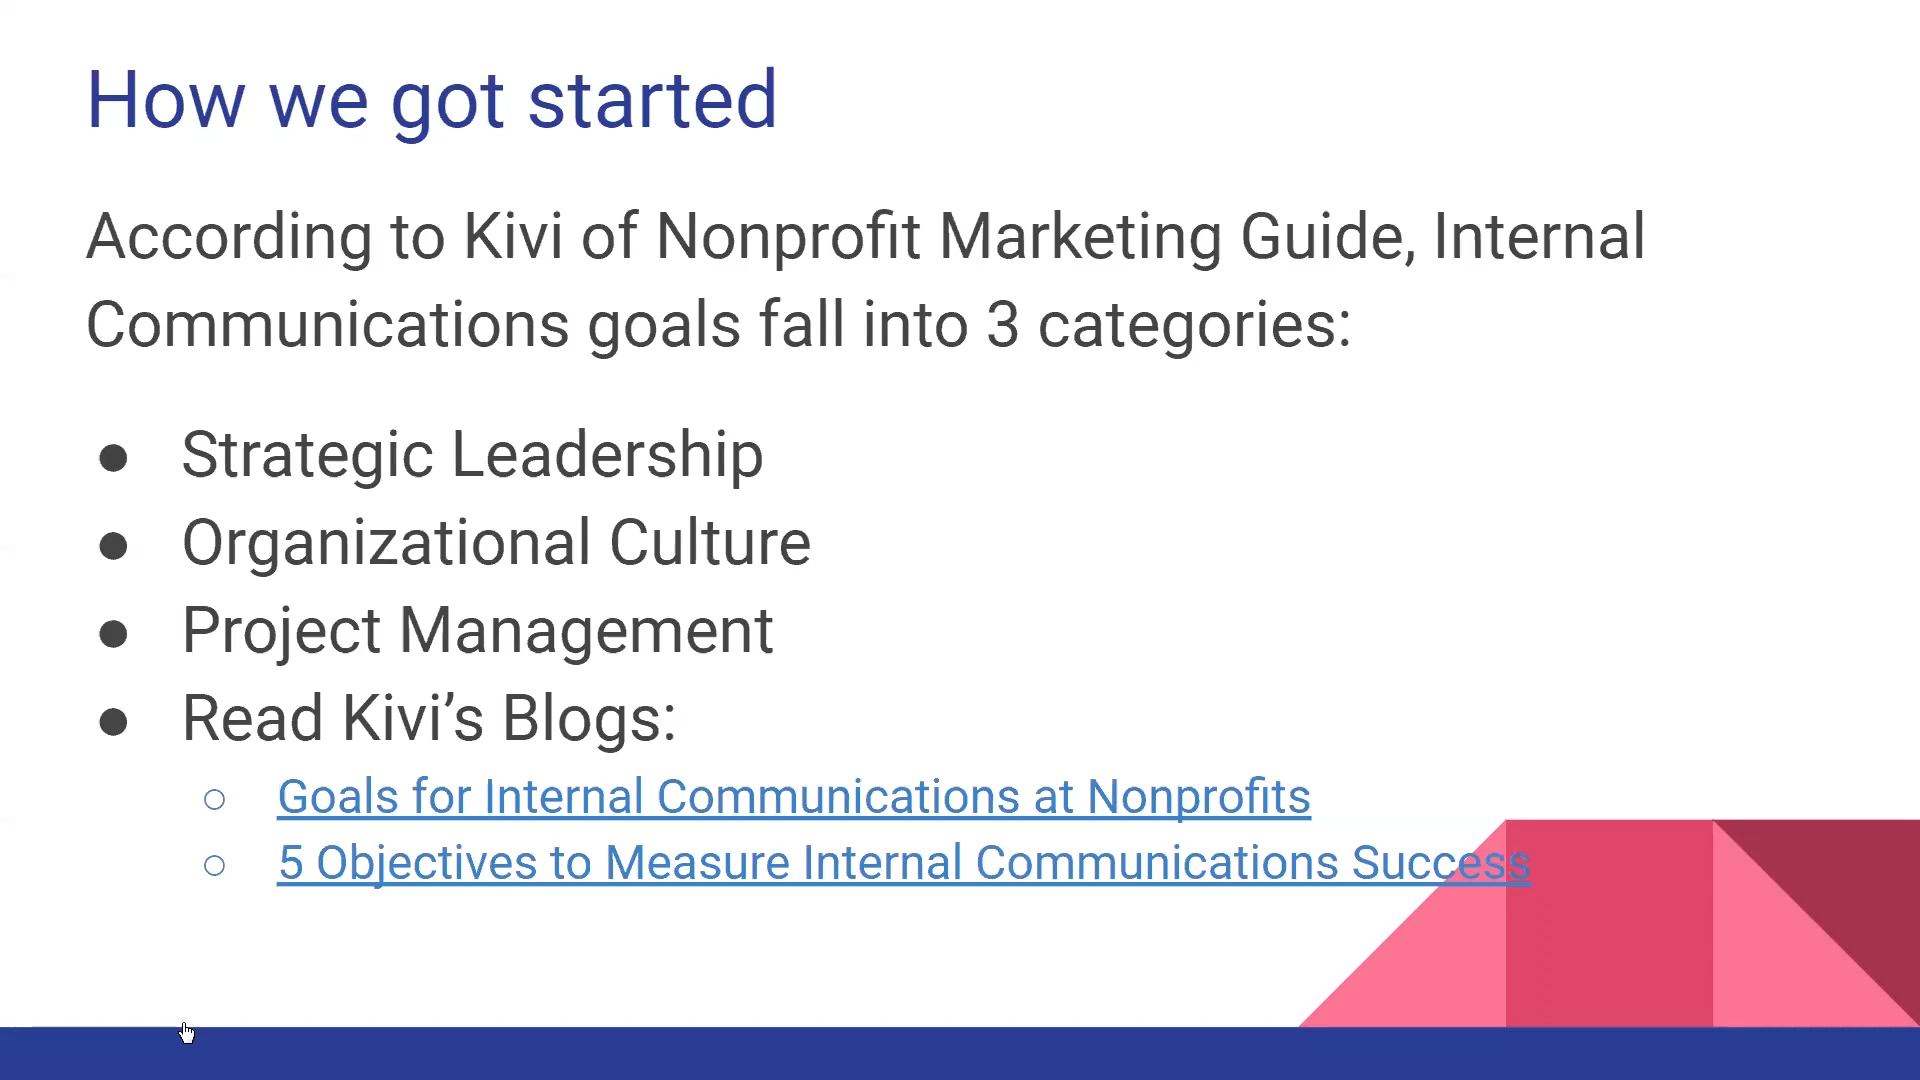 How we got started
According to Kivi of Nonprofit Marketing Guide, Internal
Communications goals fall into 3 categories:
● Strategic Leadership
● Organizational Culture
● Project Management
● Read Kivi’s Blogs:
○ Goals for Internal Communications at Nonprofits
○ 5 Objectives to Measure Internal Communications Success